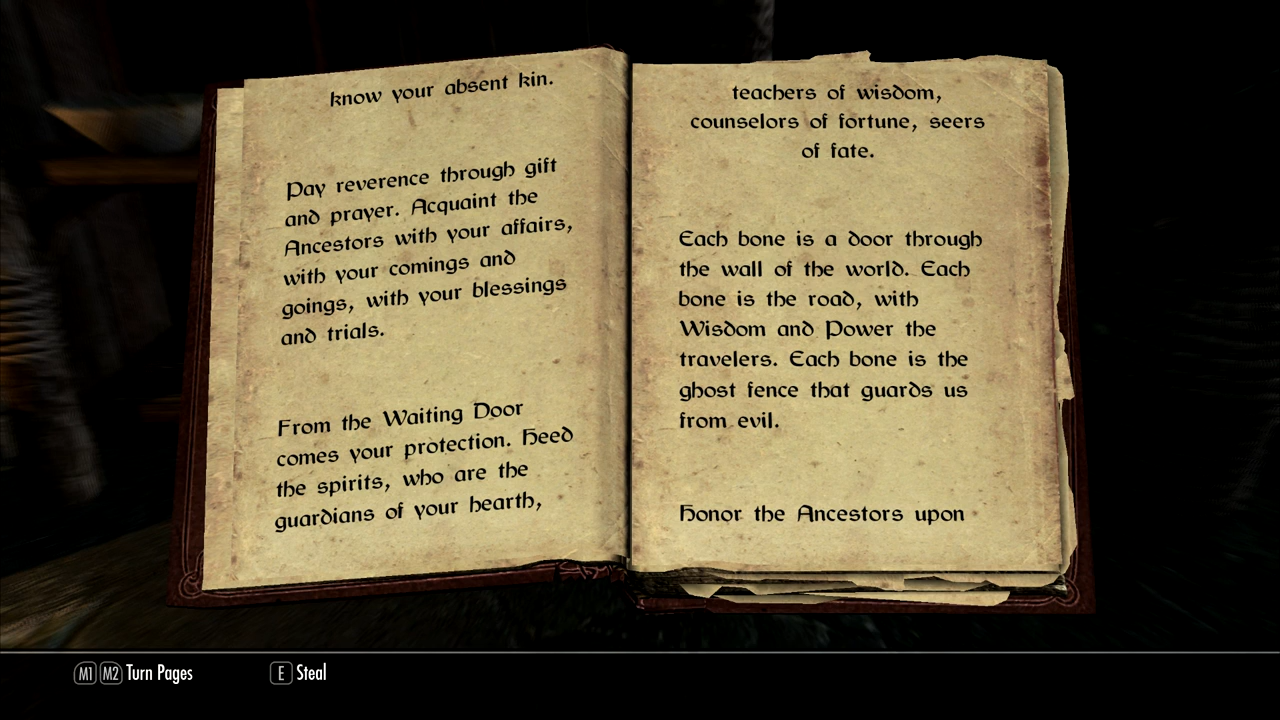 know your absent kin.
Pay reverence through gift
and prayer. Acquaint the
Ancestors with your affairs,
with your comings and
goings, with your blessings
and trials.
From the Waiting Door
comes your protection. Heed
the spirits, who are the
guardians of your hearth,
teachers of wisdom,
counselors of fortune, seers
of fate.
Each bone is a door through
the wall of the world. Each
bone is the road, with
Wisdom and Power the
travelers. Each bone is the
ghost fence that guards us
from evil.
Honor the Ancestors upon
M1 M2 Turn Pages
E Steal